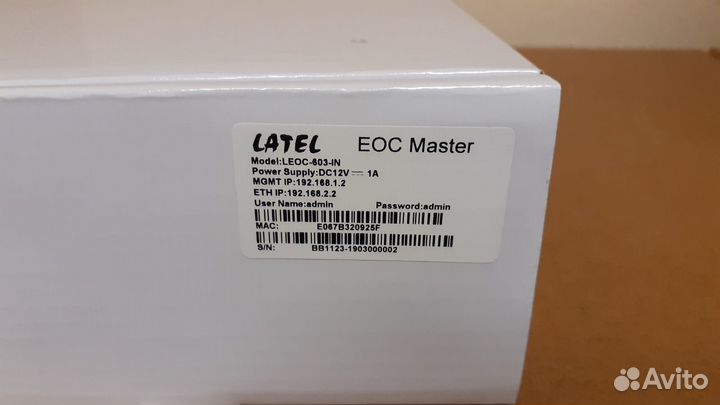 LATEL EOC Master
Model:LEOC-603-IN
Power Supply:DC12V ⎓ 1A
MGMT IP:192.168.1.2
ETH IP:192.168.2.2
User Name:admin Password:admin
MAC: E067B320925F
S/N: BB1123-1903000002
Avito